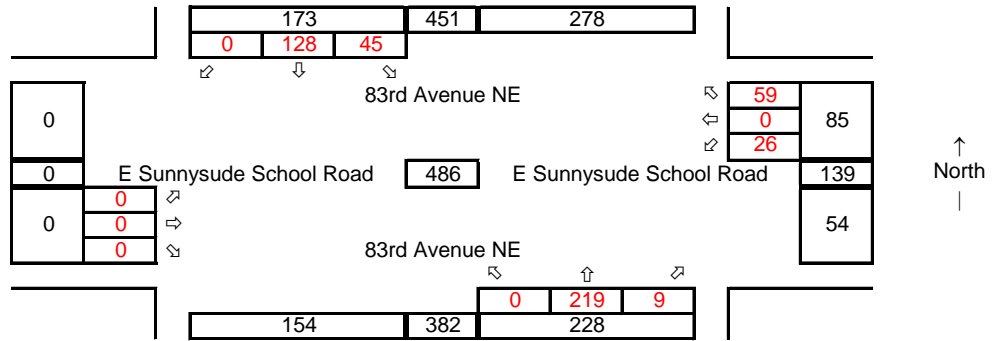 173 451 278
0 128 45
83rd Avenue NE
59
0 0 85
26
↑
0 E Sunnysude School Road 486 E Sunnysude School Road 139 North
0 |
0 0 54
0
83rd Avenue NE
0 219 9
154 382 228